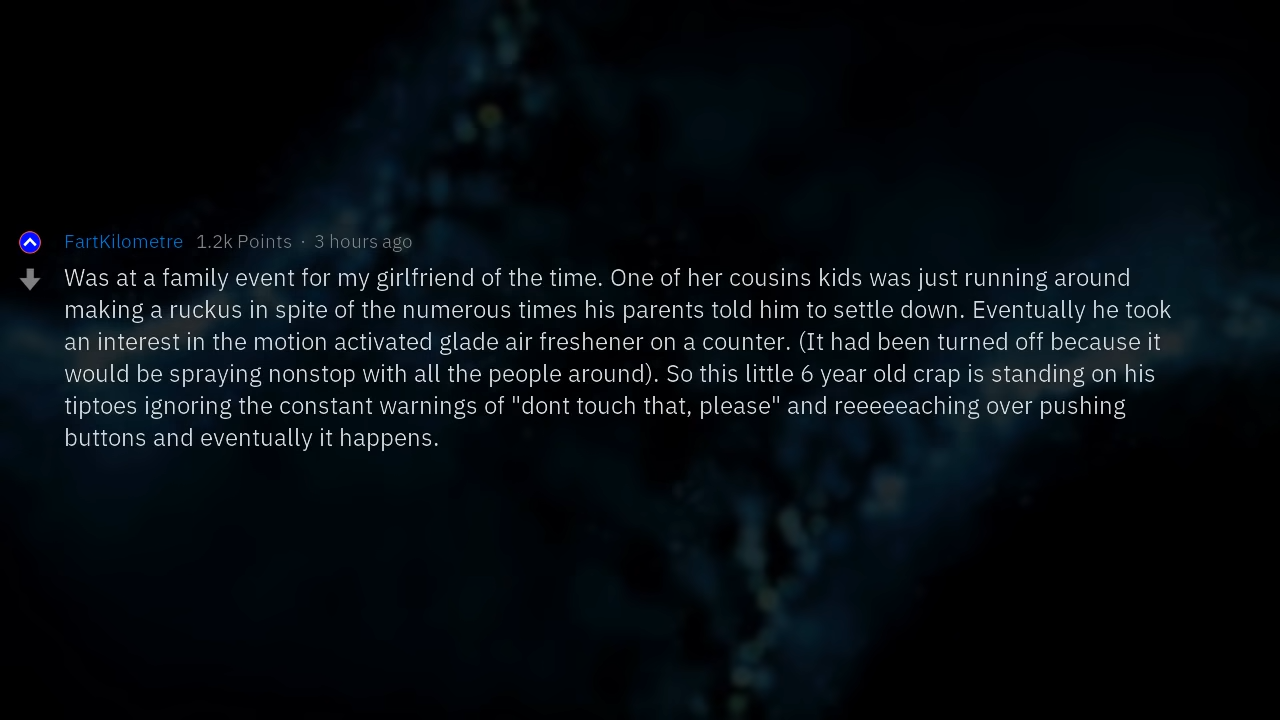 FartKilometre 1.2k Points · 3 hours ago
Was at a family event for my girlfriend of the time. One of her cousins kids was just running around
making a ruckus in spite of the numerous times his parents told him to settle down. Eventually he took
an interest in the motion activated glade air freshener on a counter. (It had been turned off because it
would be spraying nonstop with all the people around). So this little 6 year old crap is standing on his
tiptoes ignoring the constant warnings of "dont touch that, please" and reeeeeaching over pushing
buttons and eventually it happens.